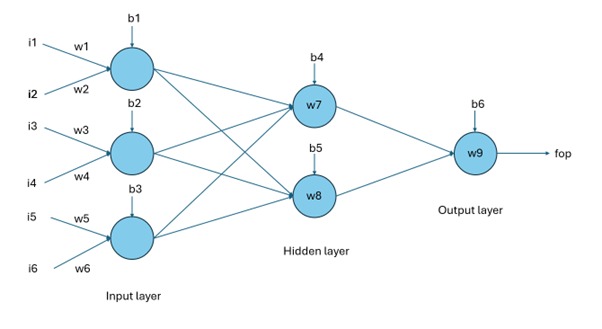 b1
i1
w1
i2
w2
b2
i3
w3
i4
w4
b3
i5
w5
i6
w6
Input layer
b4
w7
b5
w8
Hidden layer
b6
w9
fop
Output layer